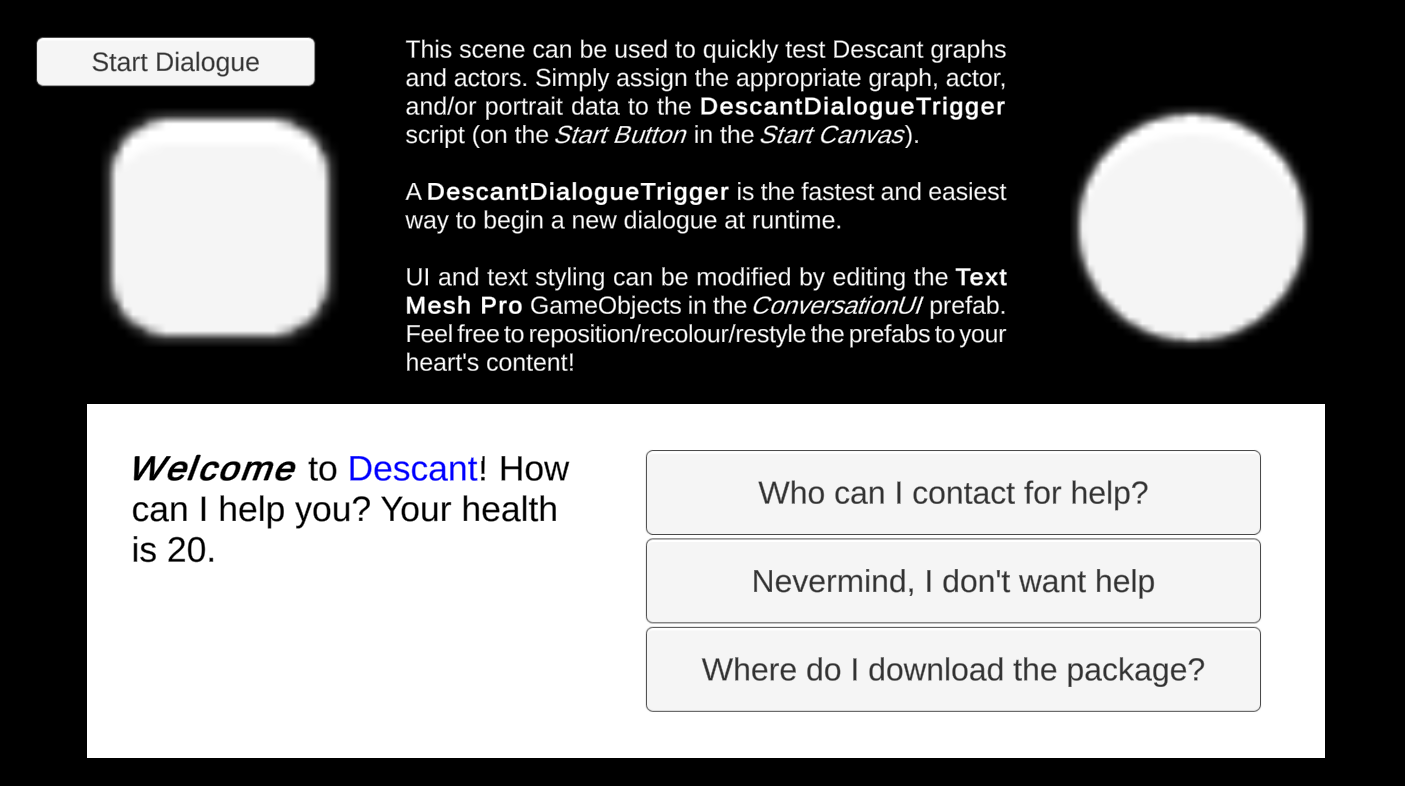 Start Dialogue
This scene can be used to quickly test Descant graphs
and actors. Simply assign the appropriate graph, actor,
and/or portrait data to the DescantDialogueTrigger
script (on the Start Button in the Start Canvas).
A DescantDialogueTrigger is the fastest and easiest
way to begin a new dialogue at runtime.
UI and text styling can be modified by editing the Text
Mesh Pro GameObjects in the ConversationUI prefab.
Feel free to reposition/recolour/restyle the prefabs to your
heart's content!
Welcome to Descant! How
can I help you? Your health
is 20.
Who can I contact for help?
Nevermind, I don't want help
Where do I download the package?